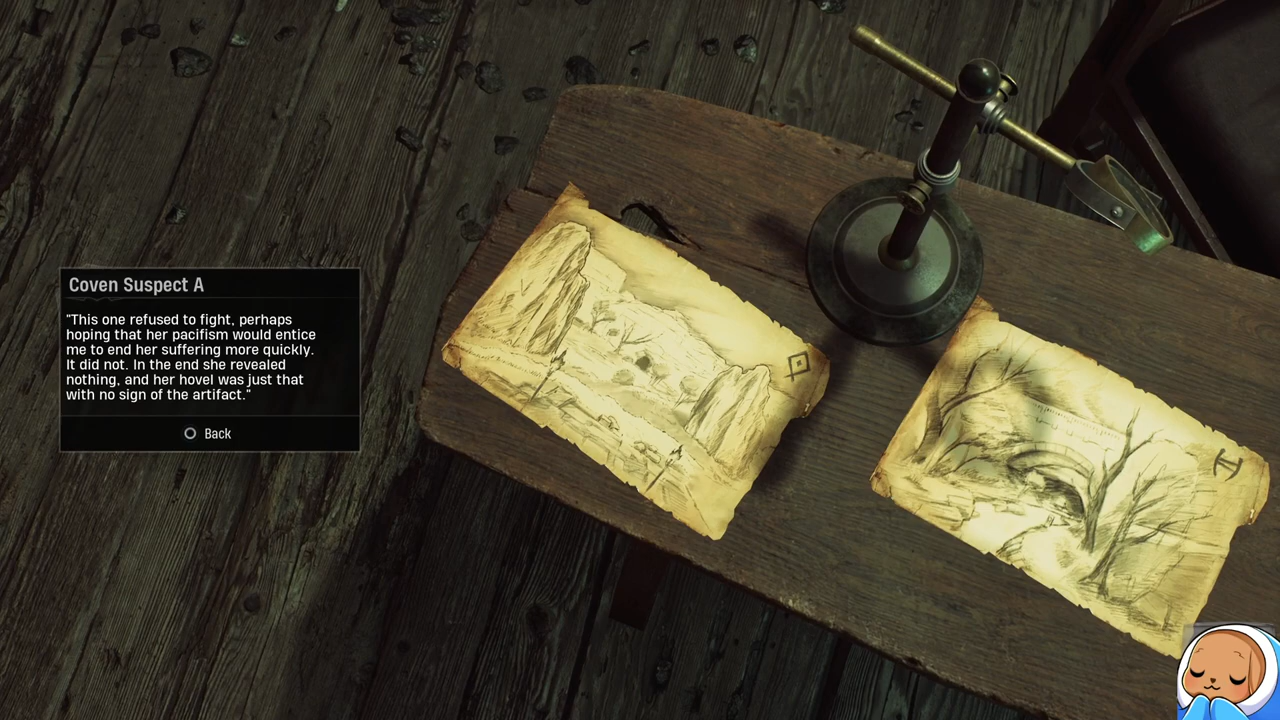 Coven Suspect A
"This one refused to fight, perhaps
hoping that her pacifism would entice
me to end her suffering more quickly.
It did not. In the end she revealed
nothing, and her hovel was just that
with no sign of the artifact."
Back